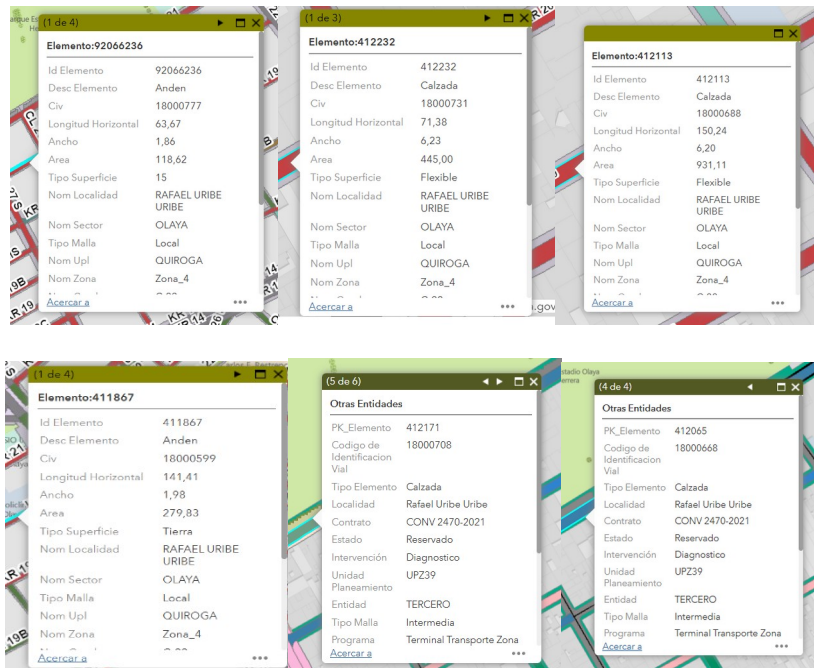 (1 de 4)
Elemento:92066236
Id Elemento 92066236
Desc Elemento Anden
Civ 18000777
Longitud Horizontal 63,67
Ancho 1,86
Area 118,62
Tipo Superficie 15
Nom Localidad RAFAEL URIBE
URIBE
Nom Sector OLAYA
Tipo Malla Local
Nom Upl QUIROGA
Nom Zona Zona_4
Acercar a
(1 de 3)
Elemento:412232
Id Elemento 412232
Desc Elemento Calzada
Civ 18000731
Longitud Horizontal 71,38
Ancho 6,23
Area 445,00
Tipo Superficie Flexible
Nom Localidad RAFAEL URIBE
URIBE
Nom Sector OLAYA
Tipo Malla Local
Nom Upl QUIROGA
Nom Zona Zona_4
Acercar a
Elemento:412113
Id Elemento 412113
Desc Elemento Calzada
Civ 18000688
Longitud Horizontal 150,24
Ancho 6,20
Area 931,11
Tipo Superficie Flexible
Nom Localidad RAFAEL URIBE
URIBE
Nom Sector OLAYA
Tipo Malla Local
Nom Upl QUIROGA
Nom Zona Zona_4
Acercar a
(1 de 4)
Elemento:411867
Id Elemento 411867
Desc Elemento Anden
Civ 18000599
Longitud Horizontal 141,41
Ancho 1,98
Area 279,83
Tipo Superficie Tierra
Nom Localidad RAFAEL URIBE
URIBE
Nom Sector OLAYA
Tipo Malla Local
Nom Upl QUIROGA
Nom Zona Zona_4
Acercar a
(5 de 6)
Otras Entidades
PK_Elemento 412171
Codigo de 18000708
Identificacion
Vial
Tipo Elemento Calzada
Localidad Rafael Uribe Uribe
Contrato CONV 2470-2021
Estado Reservado
Intervención Diagnostico
Unidad UPZ39
Planeamiento
Entidad TERCERO
Tipo Malla Intermedia
Programa Terminal Transporte Zona
Acercar a
(4 de 4)
Otras Entidades
PK_Elemento 412065
Codigo de 18000668
Identificacion
Vial
Tipo Elemento Calzada
Localidad Rafael Uribe Uribe
Contrato CONV 2470-2021
Estado Reservado
Intervención Diagnostico
Unidad UPZ39
Planeamiento
Entidad TERCERO
Tipo Malla Intermedia
Programa Terminal Transporte Zona
Acercar a